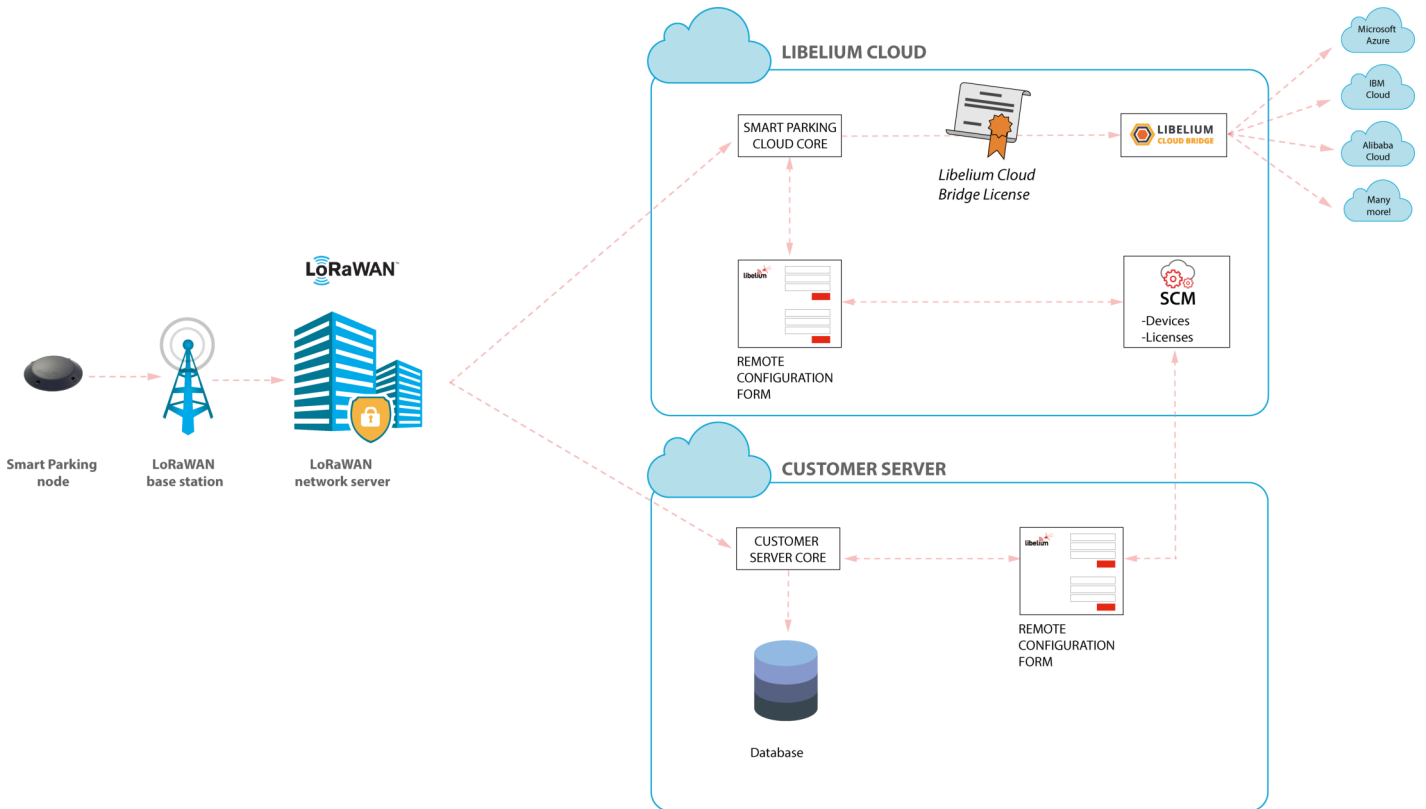 LIBELIUM CLOUD
Microsoft
Azure
IBM
Cloud
Alibaba
Cloud
Many
more!
SMART PARKING
CLOUD CORE
Libelium Cloud
Bridge License
LIBELIUM
CLOUD BRIDGE
libelium
REMOTE
CONFIGURATION
FORM
SCM
-Devices
-Licenses
LoRaWAN™
Smart Parking
node
LoRaWAN
base station
LoRaWAN
network server
CUSTOMER SERVER
CUSTOMER
SERVER CORE
libelium
REMOTE
CONFIGURATION
FORM
Database